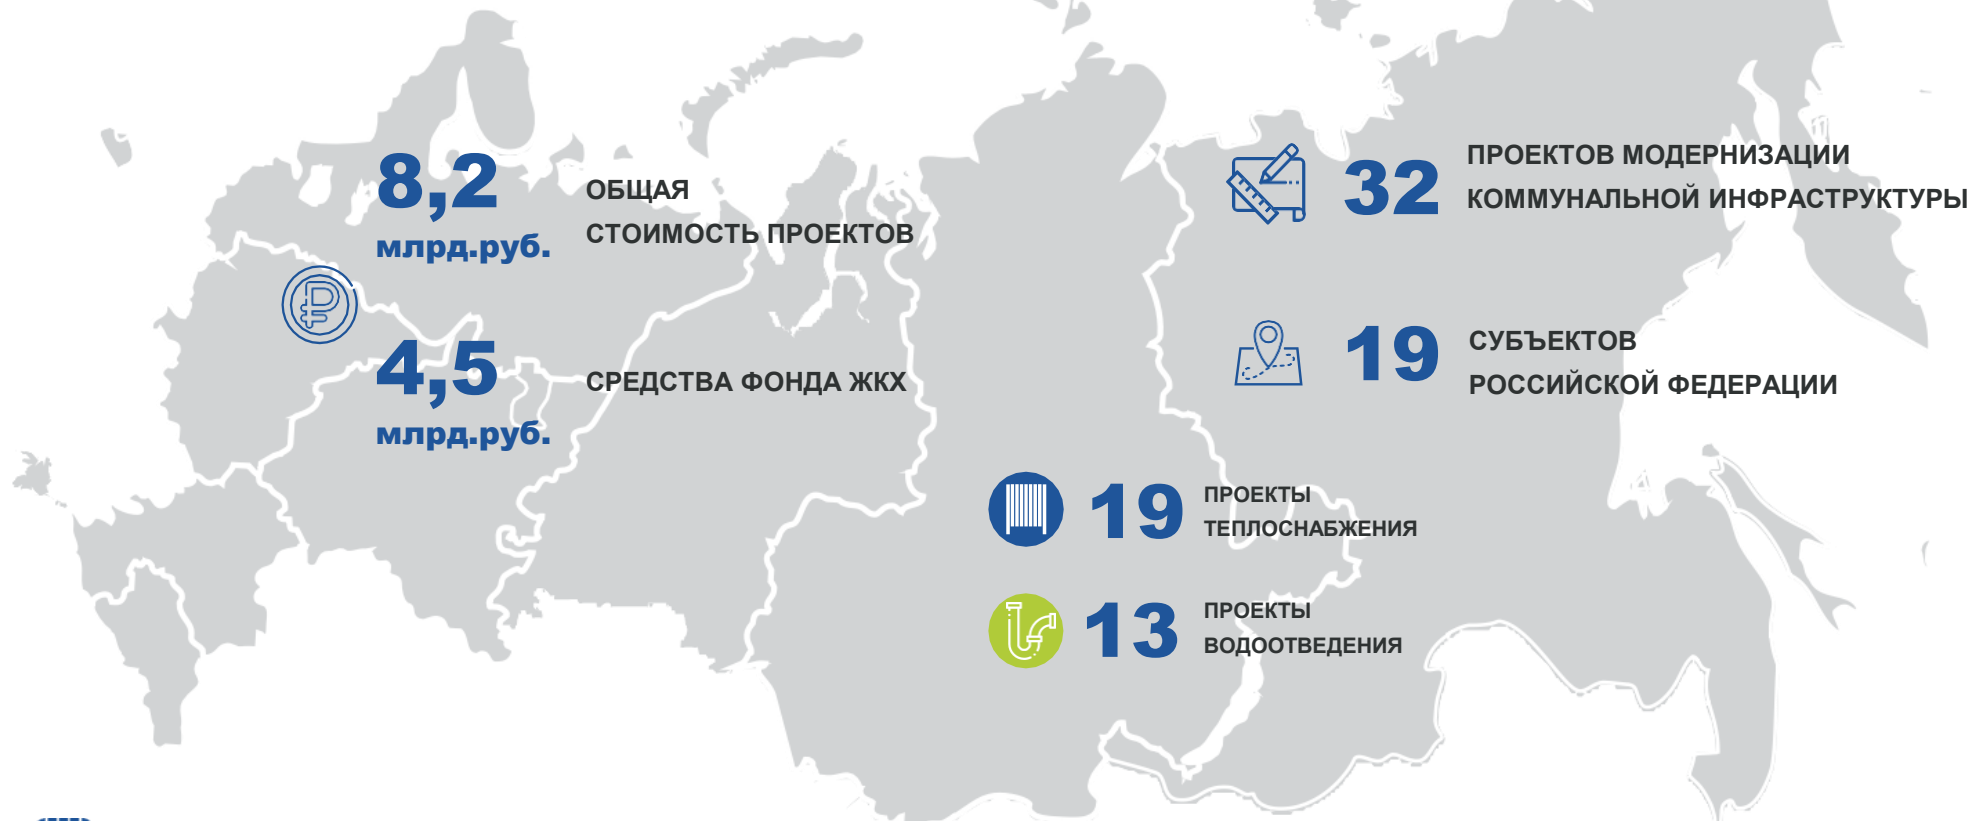 8,2
млрд.руб.
ОБЩАЯ
СТОИМОСТЬ ПРОЕКТОВ
4,5
млрд.руб.
СРЕДСТВА ФОНДА ЖКХ
32
ПРОЕКТОВ МОДЕРНИЗАЦИИ
КОММУНАЛЬНОЙ ИНФРАСТРУКТУРЫ
19
СУБЪЕКТОВ
РОССИЙСКОЙ ФЕДЕРАЦИИ
19
ПРОЕКТЫ
ТЕПЛОСНАБЖЕНИЯ
13
ПРОЕКТЫ
ВОДООТВЕДЕНИЯ